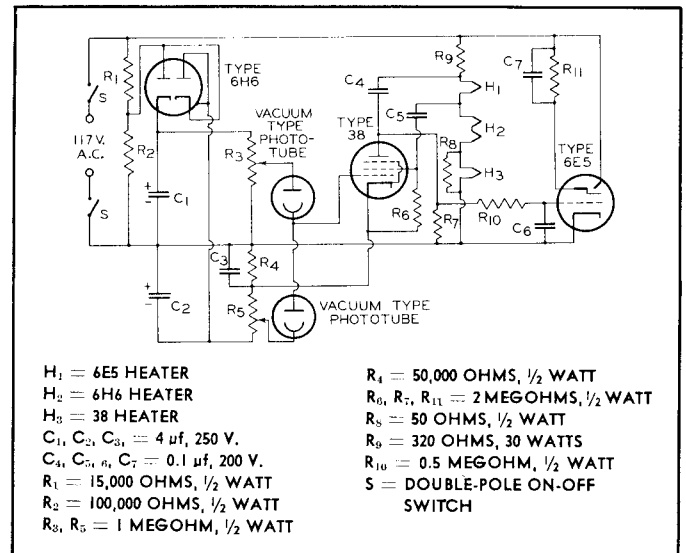 R₁
S
117 V.
A.C.
S
R₂
TYPE
6H6
C₁
C₂
R₃
VACUUM
TYPE
PHOTO-
TUBE
C₃
R₄
R₅
VACUUM TYPE
PHOTOTUBE
TYPE
38
C₄
C₅
R₆
R₇
R₈
R₉
H₁
H₂
H₃
R₁₀
C₆
C₇
R₁₁
TYPE
6E5
H₁ = 6E5 HEATER
H₂ = 6H6 HEATER
H₃ = 38 HEATER
C₁, C₂, C₃, = 4 µf, 250 V.
C₄, C₅, ₆, C₇ = 0.1 µf, 200 V.
R₁ = 15,000 OHMS, ½ WATT
R₂ = 100,000 OHMS, ½ WATT
R₃, R₅ = 1 MEGOHM, ½ WATT
R₄ = 50,000 OHMS, ½ WATT
R₆, R₇, R₁₁ = 2 MEGOHMS, ½ WATT
R₈ = 50 OHMS, ½ WATT
R₉ = 320 OHMS, 30 WATTS
R₁₀ = 0.5 MEGOHM, ½ WATT
S = DOUBLE-POLE ON-OFF
SWITCH